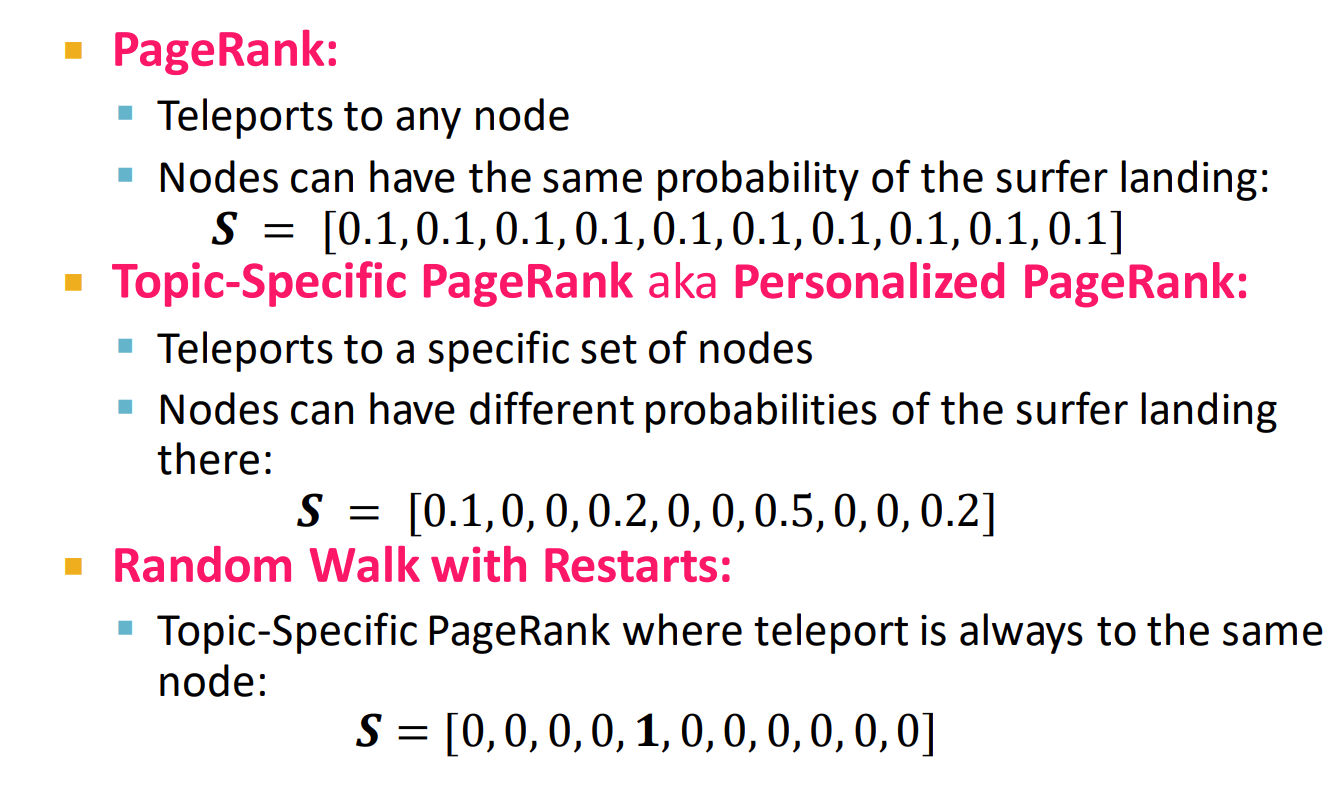 PageRank:
Teleports to any node
Nodes can have the same probability of the surfer landing:
S = [0.1, 0.1, 0.1, 0.1, 0.1, 0.1, 0.1, 0.1, 0.1, 0.1]
Topic-Specific PageRank aka Personalized PageRank:
Teleports to a specific set of nodes
Nodes can have different probabilities of the surfer landing
there:
S = [0.1, 0, 0, 0.2, 0, 0, 0.5, 0, 0, 0.2]
Random Walk with Restarts:
Topic-Specific PageRank where teleport is always to the same
node:
S = [0, 0, 0, 0, 1, 0, 0, 0, 0, 0, 0]